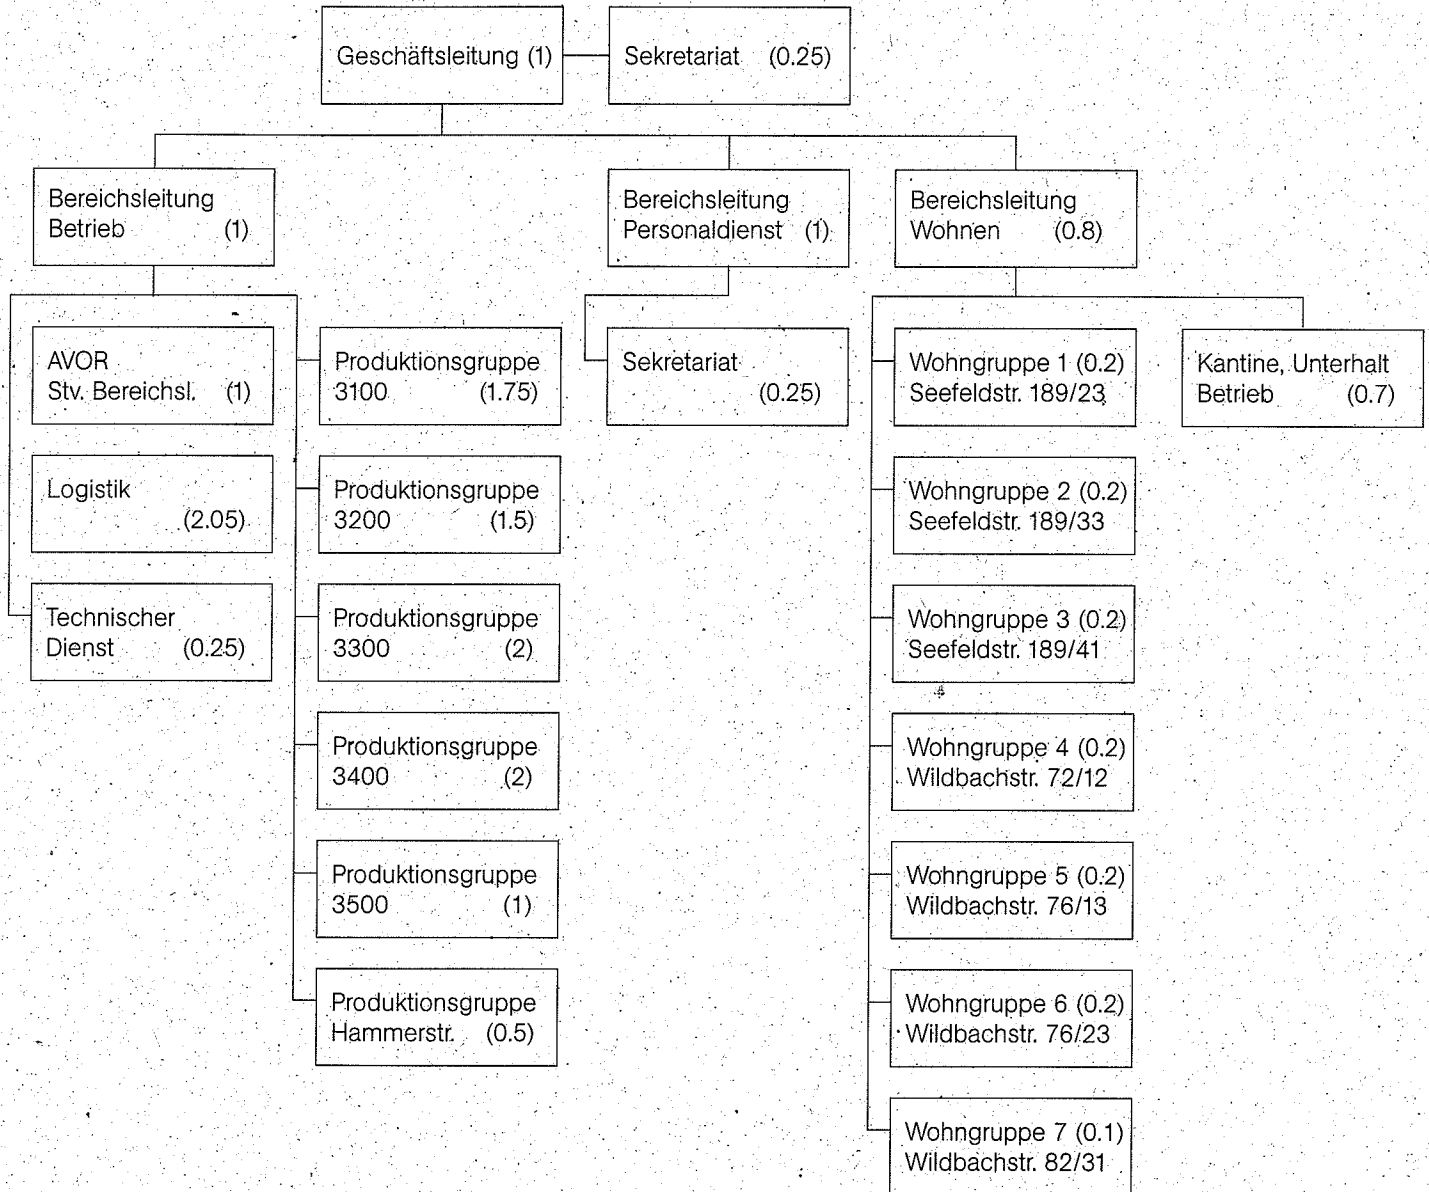 Geschäftsleitung (1)
Sekretariat (0.25)
Bereichsleitung
Betrieb (1)
Bereichsleitung
Personaldienst (1)
Bereichsleitung
Wohnen (0.8)
AVOR
Stv. Bereichsl. (1)
Logistik
(2.05)
Technischer
Dienst (0.25)
Produktionsgruppe
3100 (1.75)
Produktionsgruppe
3200 (1.5)
Produktionsgruppe
3300 (2)
Produktionsgruppe
3400 (2)
Produktionsgruppe
3500 (1)
Produktionsgruppe
Hammerstr. (0.5)
Sekretariat
(0.25)
Wohngruppe 1 (0.2)
Seefeldstr. 189/23
Wohngruppe 2 (0.2)
Seefeldstr. 189/33
Wohngruppe 3 (0.2)
Seefeldstr. 189/41
Wohngruppe 4 (0.2)
Wildbachstr. 72/12
Wohngruppe 5 (0.2)
Wildbachstr. 76/13
Wohngruppe 6 (0.2)
Wildbachstr. 76/23
Wohngruppe 7 (0.1)
Wildbachstr. 82/31
Kantine, Unterhalt
Betrieb (0.7)